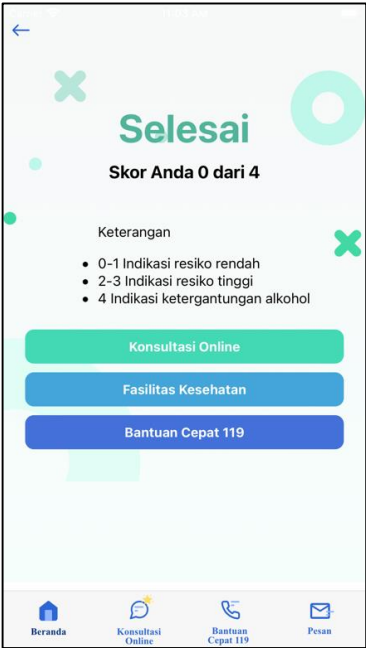 Selesai
Skor Anda 0 dari 4
Keterangan
• 0-1 Indikasi resiko rendah
• 2-3 Indikasi resiko tinggi
• 4 Indikasi ketergantungan alkohol
Konsultasi Online
Fasilitas Kesehatan
Bantuan Cepat 119
Beranda
Konsultasi
Online
Bantuan
Cepat 119
Pesan